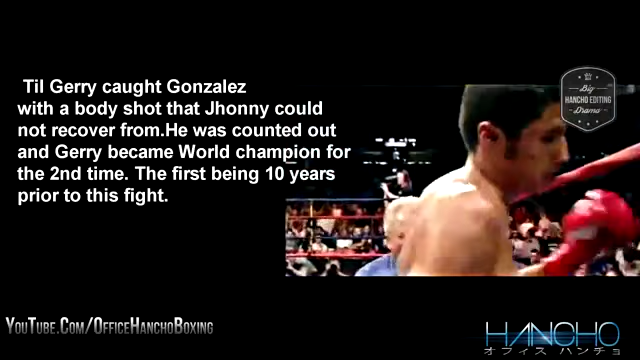 Til Gerry caught Gonzalez
with a body shot that Jhonny could
not recover from.He was counted out
and Gerry became World champion for
the 2nd time. The first being 10 years
prior to this fight.
Big
HANCHO EDITING
Drama
YouTube.Com/OfficeHanchoBoxing
HANCHO
オフィス ハンチョ